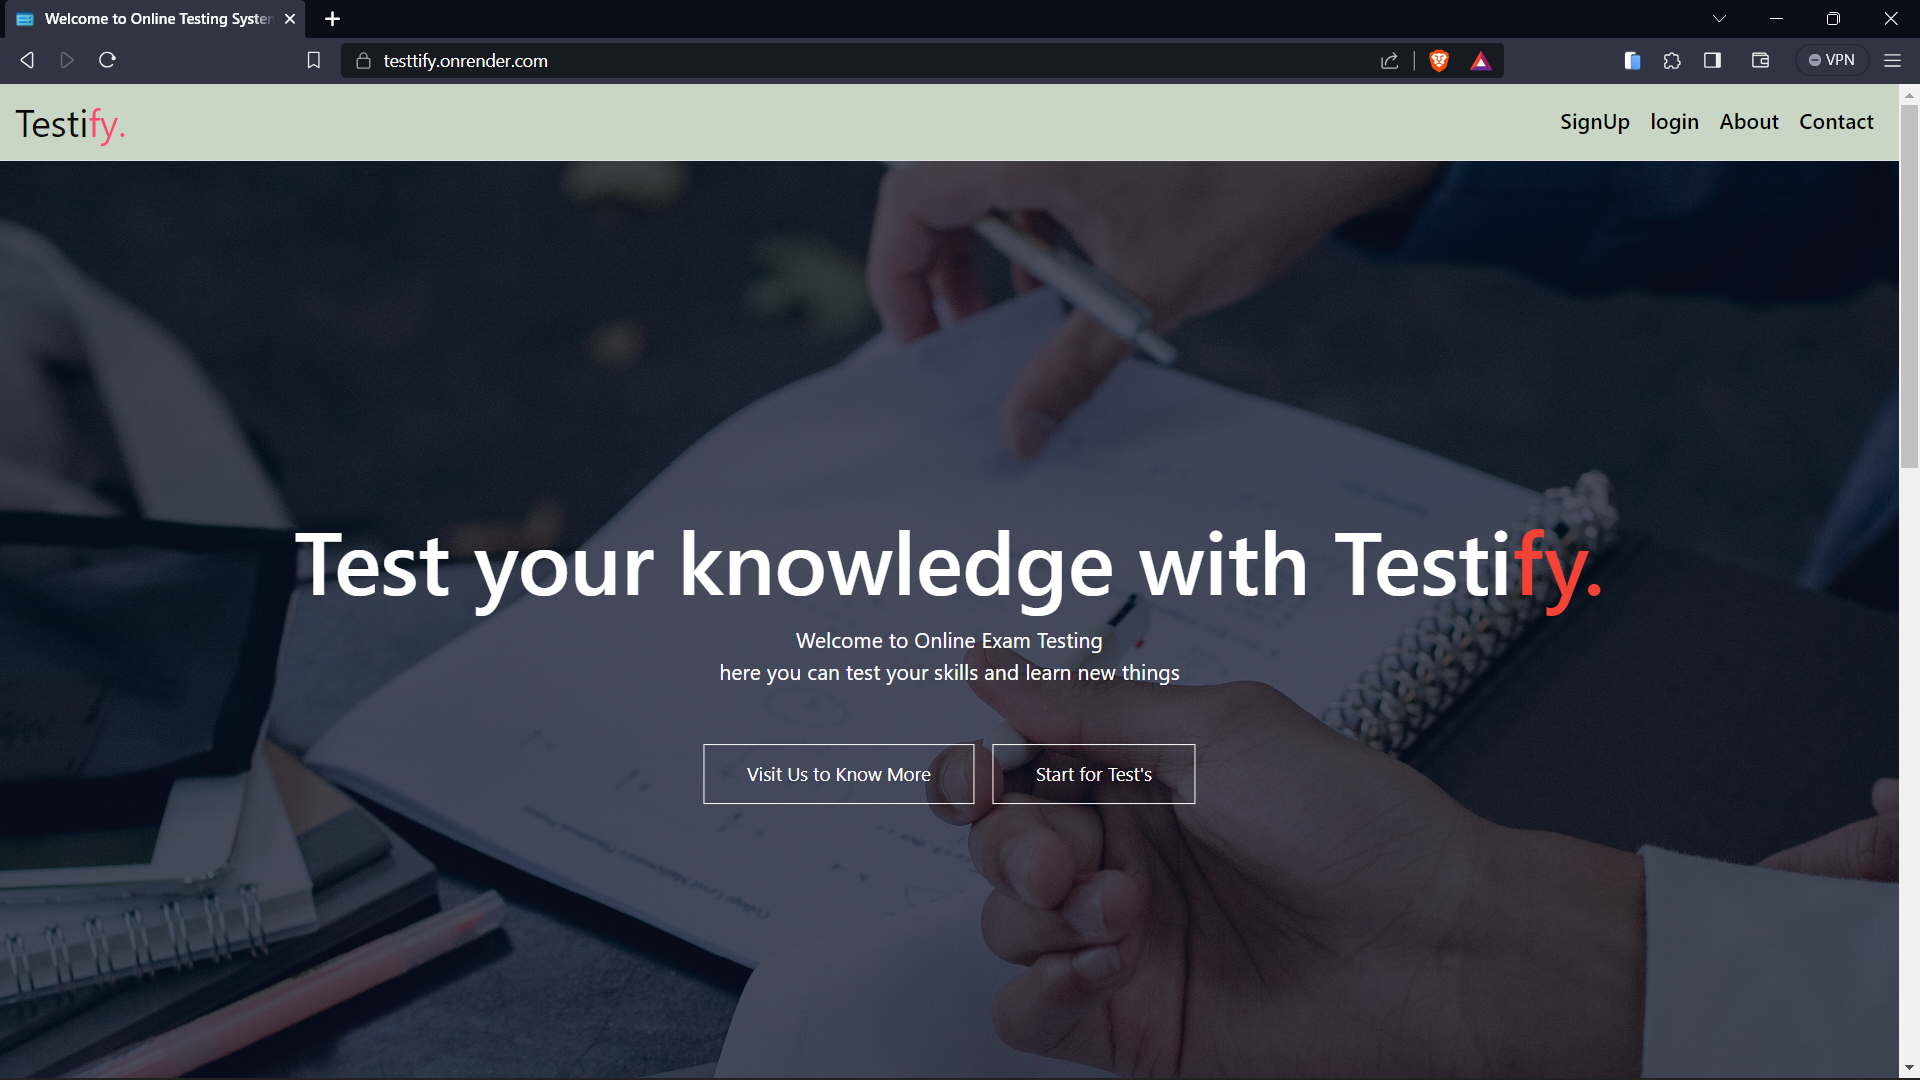 Welcome to Online Testing System
testtify.onrender.com
VPN
Testify.
SignUp login About Contact
Test your knowledge with Testify.
Welcome to Online Exam Testing
here you can test your skills and learn new things
Visit Us to Know More
Start for Test's